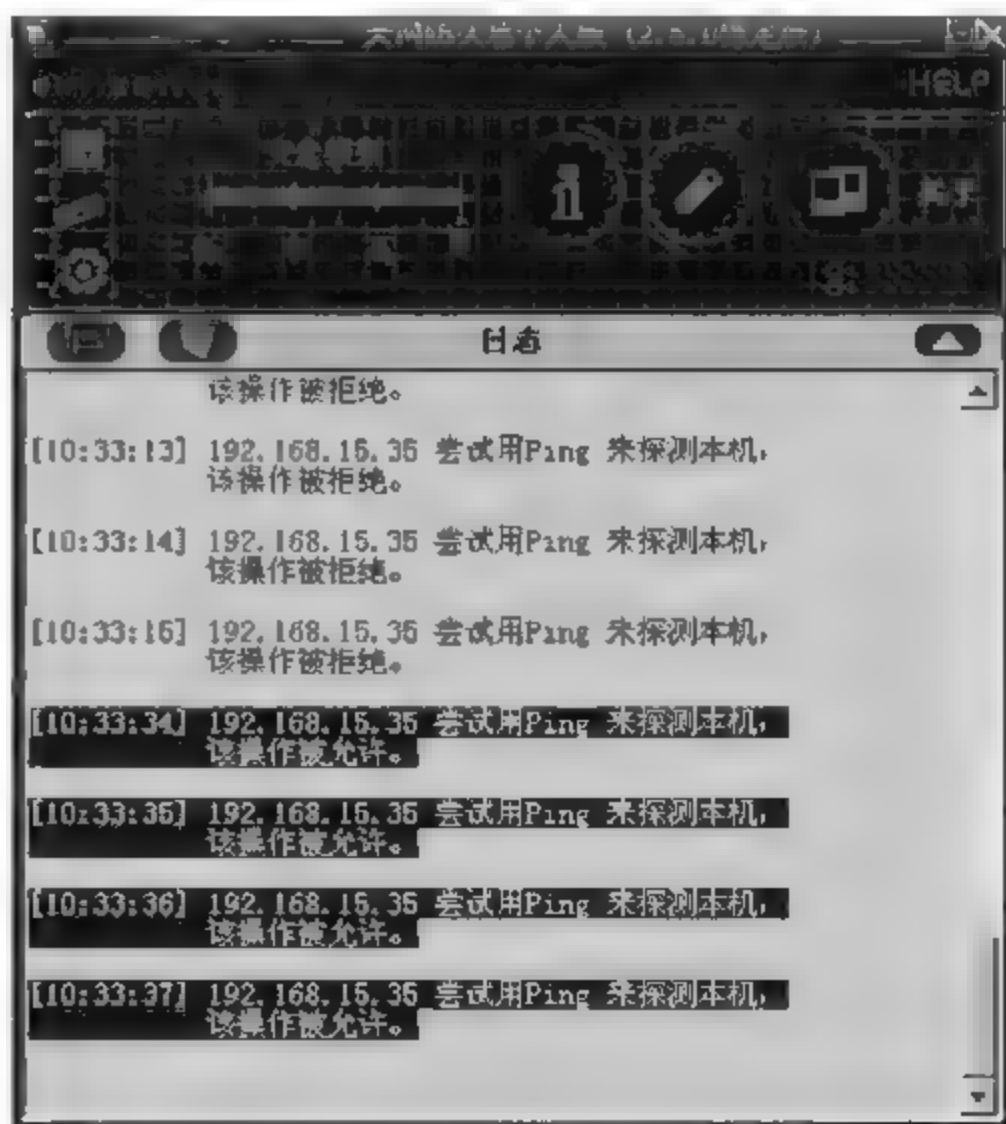 HELP
日志
该操作被拒绝。
[10:33:13] 192.168.15.35 尝试用Ping 来探测本机,
该操作被拒绝。
[10:33:14] 192.168.15.35 尝试用Ping 来探测本机,
该操作被拒绝。
[10:33:15] 192.168.15.35 尝试用Ping 来探测本机,
该操作被拒绝。
[10:33:34] 192.168.15.35 尝试用Ping 来探测本机,
该操作被允许。
[10:33:35] 192.168.15.35 尝试用Ping 来探测本机,
该操作被允许。
[10:33:36] 192.168.15.35 尝试用Ping 来探测本机,
该操作被允许。
[10:33:37] 192.168.15.35 尝试用Ping 来探测本机,
该操作被允许。